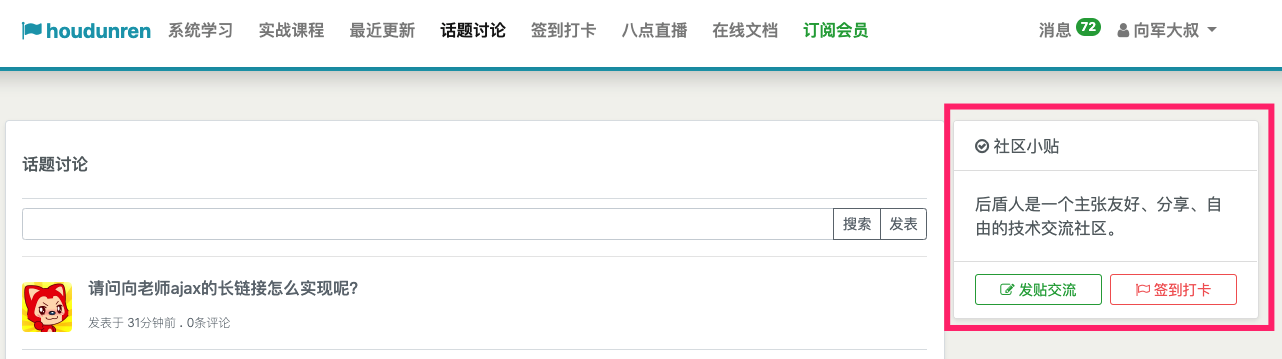 houdunren 系统学习 实战课程 最近更新 话题讨论 签到打卡 八点直播 在线文档 订阅会员 消息 72 向军大叔
话题讨论
搜索 发表
请问向老师ajax的长链接怎么实现呢?
发表于 31分钟前 . 0条评论
社区小贴
后盾人是一个主张友好、分享、自
由的技术交流社区。
发贴交流 签到打卡